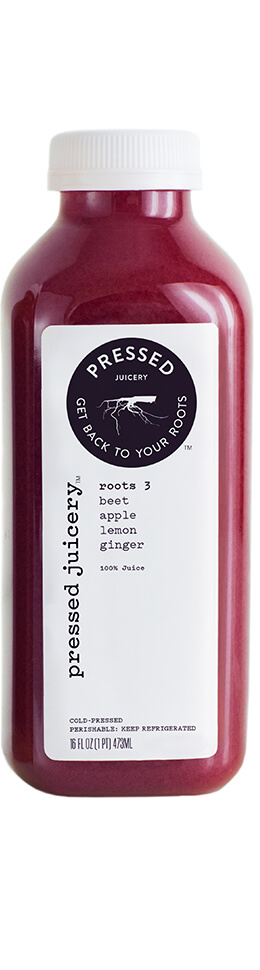 PRESSED
JUICERY
GET BACK TO YOUR ROOTS
TM
pressed juicery TM
roots 3
beet
apple
lemon
ginger
100% Juice
COLD-PRESSED
PERISHABLE: KEEP REFRIGERATED
16 FL OZ (1 PT) 473ML